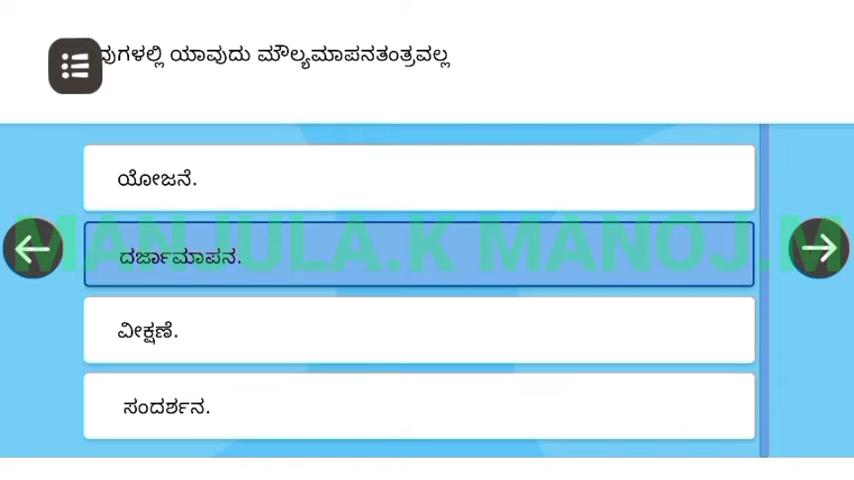 ವುಗಳಲ್ಲಿ ಯಾವುದು ಮೌಲ್ಯಮಾಪನತಂತ್ರವಲ್ಲ
ಯೋಜನೆ.
MANJULA.K MANOJ.M
ದರ್ಜಾಮಾಪನ.
ವೀಕ್ಷಣೆ.
ಸಂದರ್ಶನ.